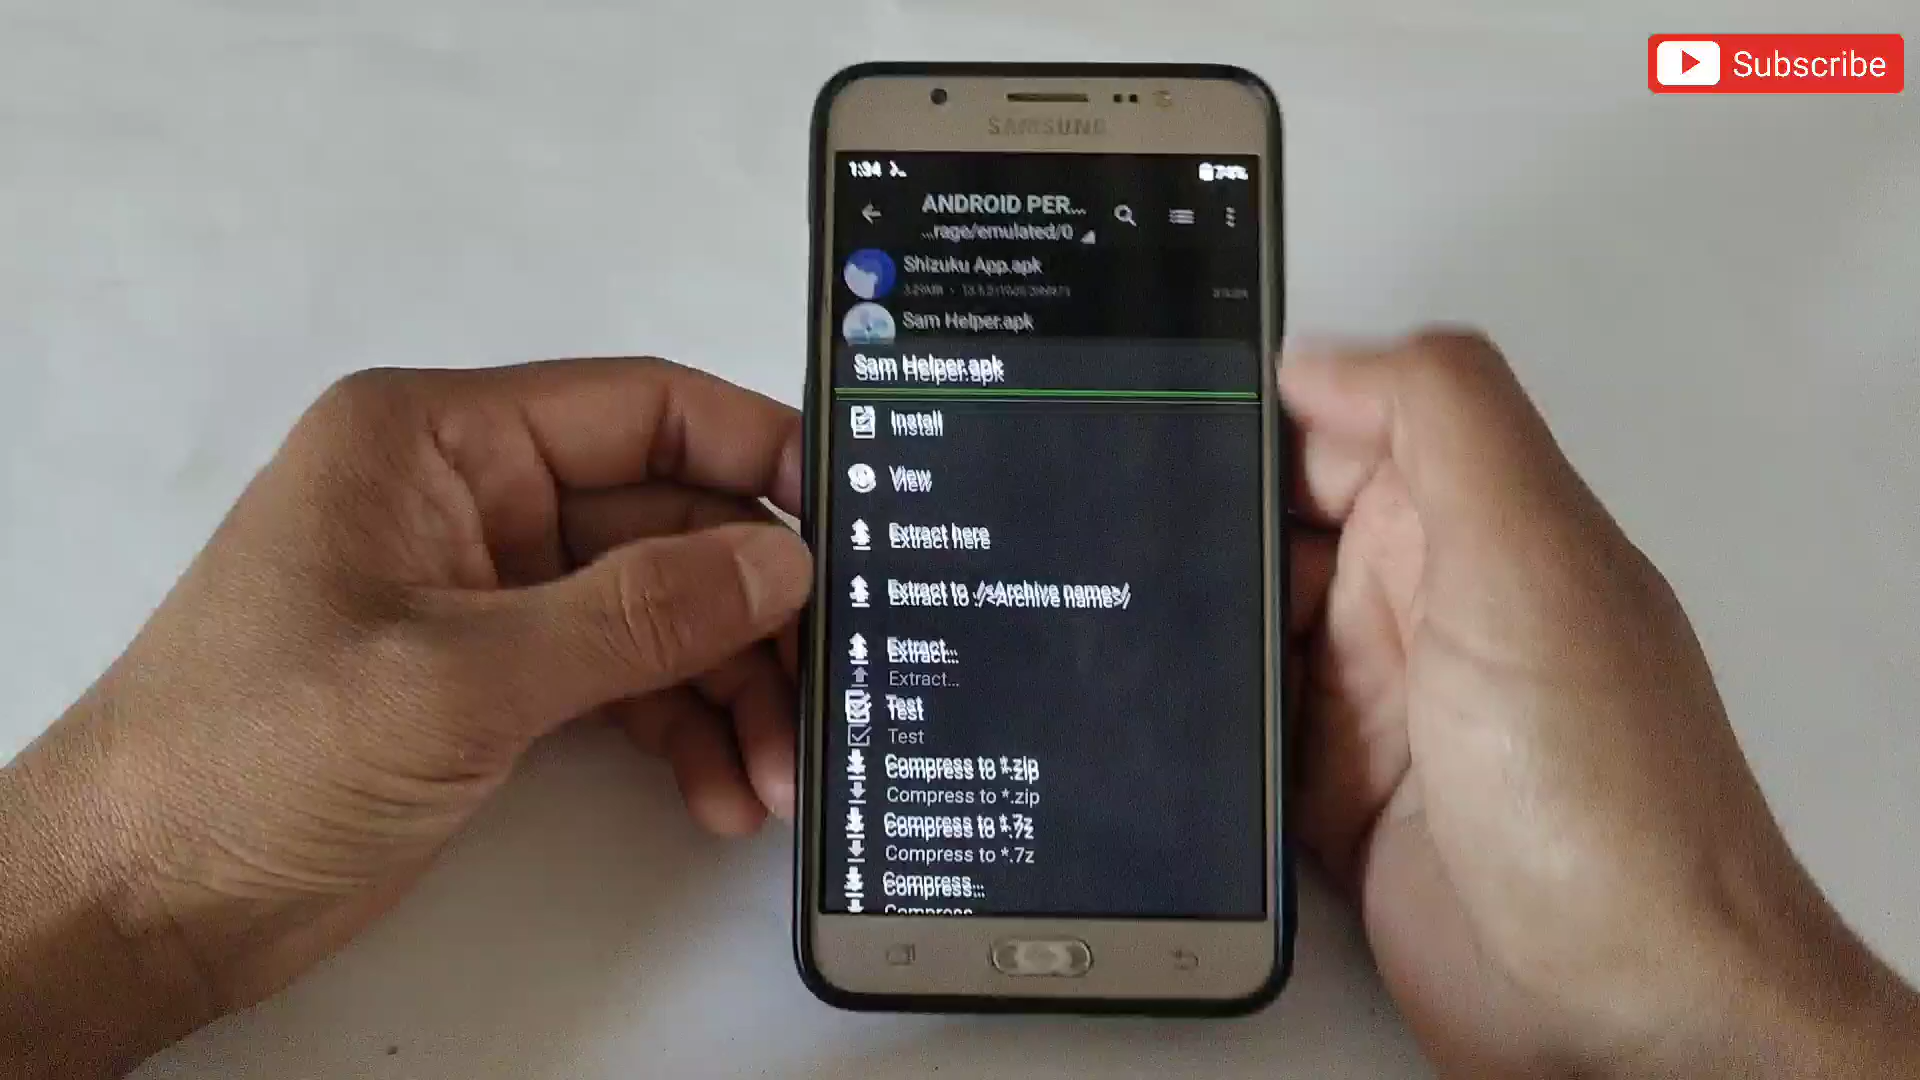 Subscribe
SAMSUNG
1:34
74%
ANDROID PER...
...rage/emulated/0
Shizuku App.apk
Sam Helper.apk
Sam Helper.apk
Install
View
Extract here
Extract to ./<Archive name>/
Extract...
Extract...
Test
Test
Compress to *.zip
Compress to *.zip
Compress to *.7z
Compress to *.7z
Compress...
Compress